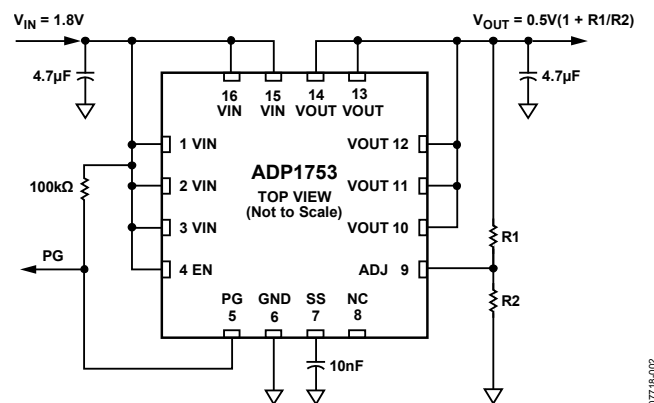 VIN = 1.8V
VOUT = 0.5V(1 + R1/R2)
4.7µF
4.7µF
16
VIN
15
VIN
14
VOUT
13
VOUT
1 VIN
VOUT 12
ADP1753
TOP VIEW
(Not to Scale)
100kΩ
2 VIN
VOUT 11
3 VIN
VOUT 10
R1
PG
4 EN
ADJ 9
R2
PG
5
GND
6
SS
7
NC
8
10nF
07718-002